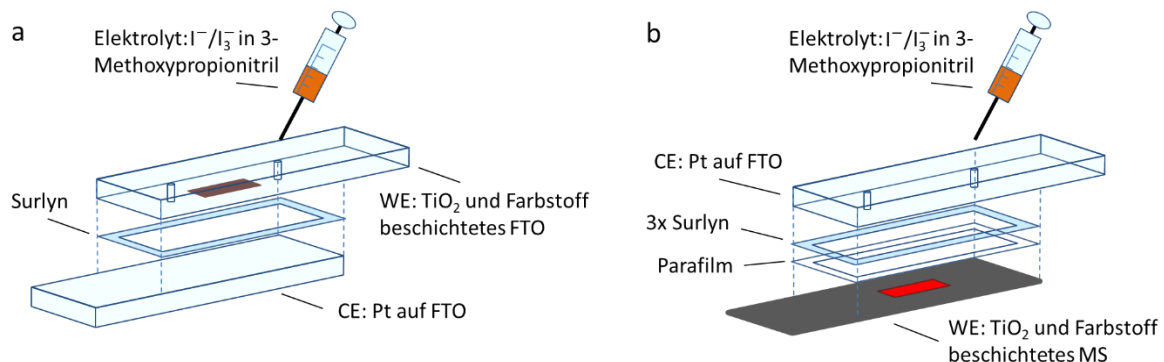 a
Elektrolyt:I⁻/I₃⁻ in 3-
Methoxypropionitril
Surlyn
WE: TiO₂ und Farbstoff
beschichtetes FTO
CE: Pt auf FTO
b
Elektrolyt:I⁻/I₃⁻ in 3-
Methoxypropionitril
CE: Pt auf FTO
3x Surlyn
Parafilm
WE: TiO₂ und Farbstoff
beschichtetes MS